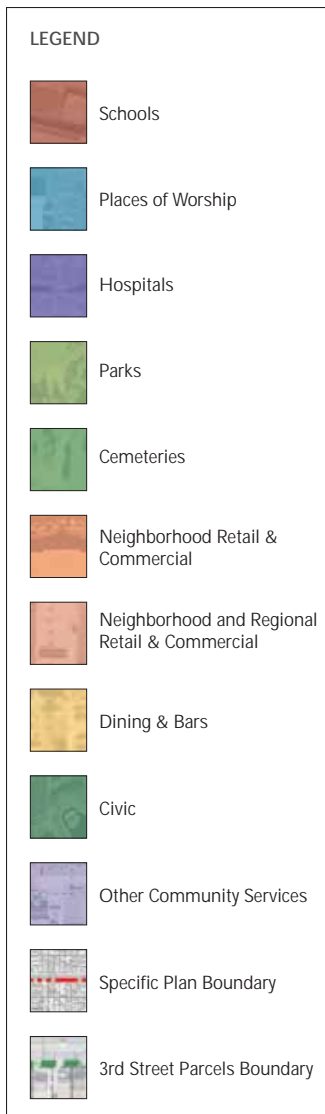 LEGEND
Schools
Places of Worship
Hospitals
Parks
Cemeteries
Neighborhood Retail &
Commercial
Neighborhood and Regional
Retail & Commercial
Dining & Bars
Civic
Other Community Services
Specific Plan Boundary
3rd Street Parcels Boundary